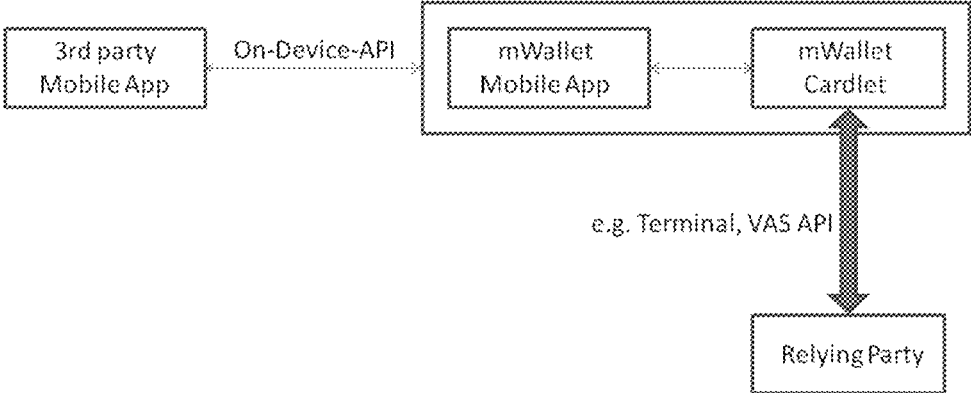 3rd party
Mobile App
On-Device-API
mWallet
Mobile App
mWallet
Cardlet
e.g. Terminal, VAS API
Relying Party